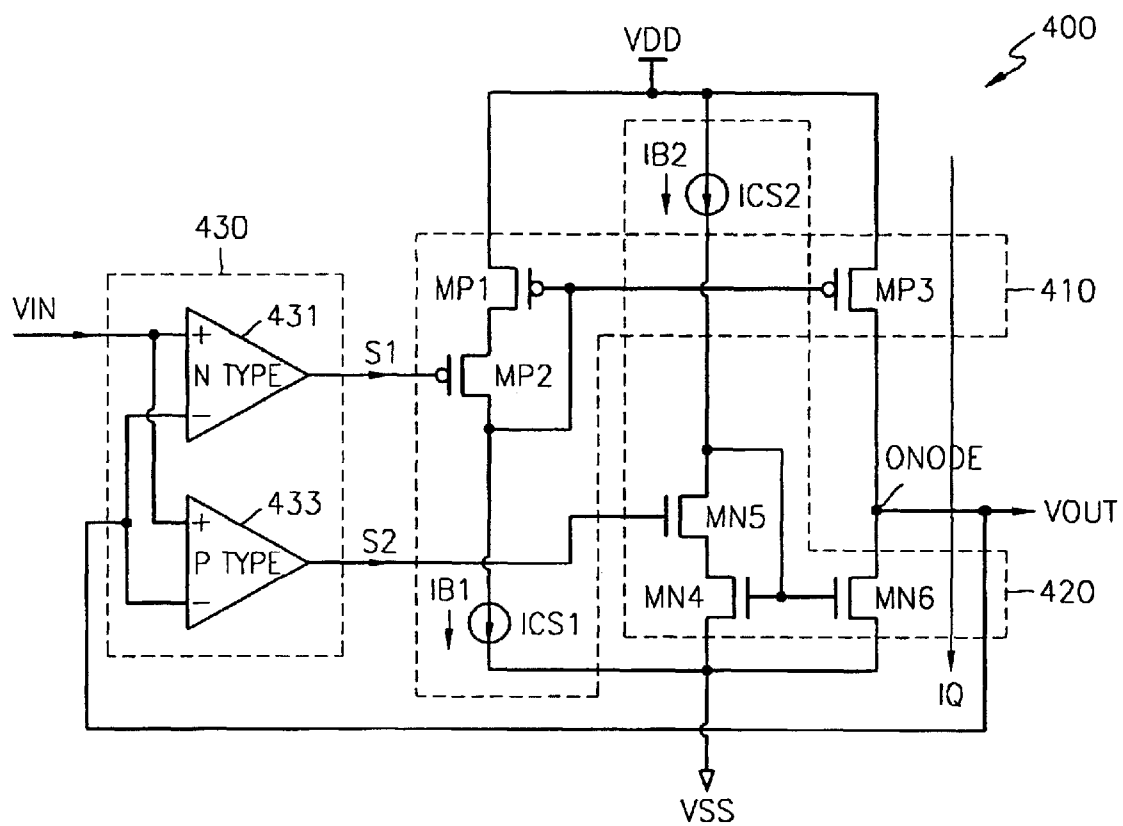 400
VDD
IB2
ICS2
430
MP1
MP3
410
VIN
+
431
N TYPE
−
S1
MP2
ONODE
+
433
P TYPE
−
S2
MN5
VOUT
IB1
ICS1
MN4
MN6
420
IQ
VSS